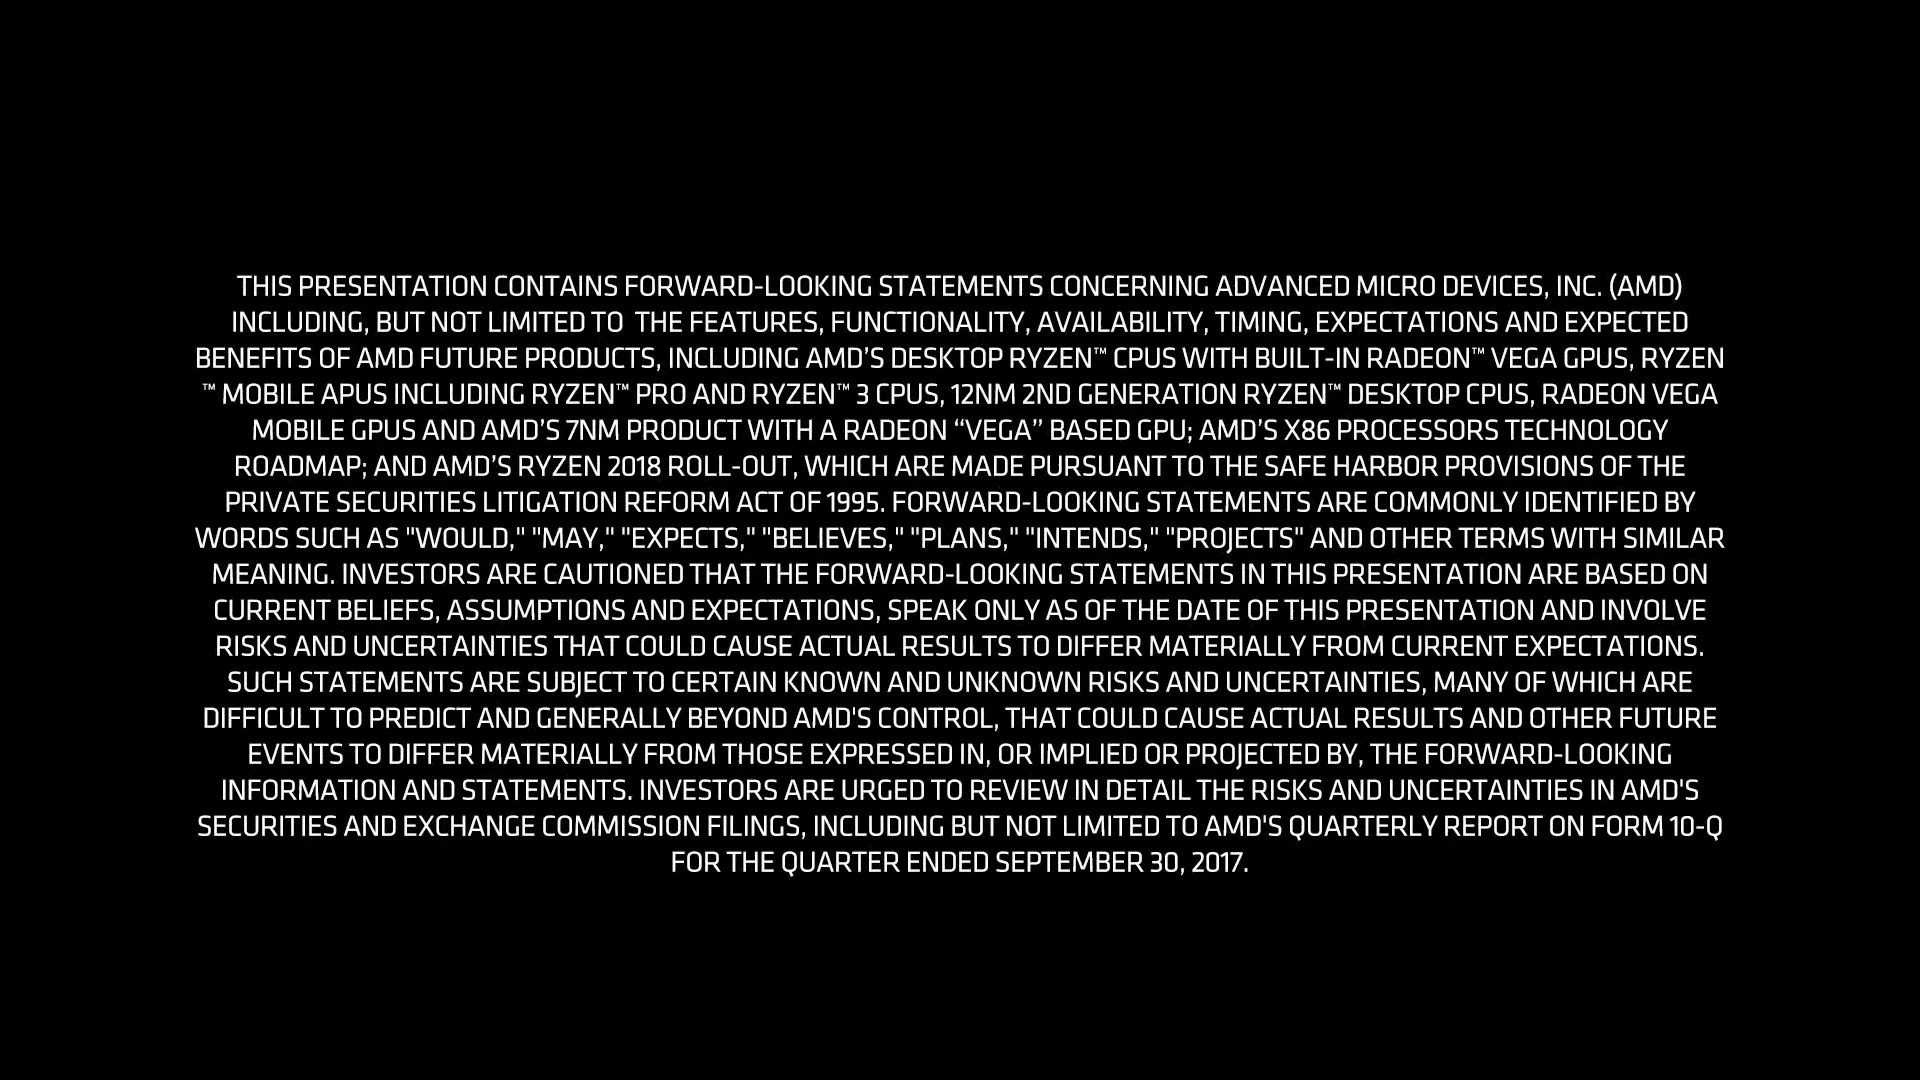 THIS PRESENTATION CONTAINS FORWARD-LOOKING STATEMENTS CONCERNING ADVANCED MICRO DEVICES, INC. (AMD)
INCLUDING, BUT NOT LIMITED TO  THE FEATURES, FUNCTIONALITY, AVAILABILITY, TIMING, EXPECTATIONS AND EXPECTED
BENEFITS OF AMD FUTURE PRODUCTS, INCLUDING AMD’S DESKTOP RYZEN™ CPUS WITH BUILT-IN RADEON™ VEGA GPUS, RYZEN
™ MOBILE APUS INCLUDING RYZEN™ PRO AND RYZEN™ 3 CPUS, 12NM 2ND GENERATION RYZEN™ DESKTOP CPUS, RADEON VEGA
MOBILE GPUS AND AMD’S 7NM PRODUCT WITH A RADEON “VEGA” BASED GPU; AMD’S X86 PROCESSORS TECHNOLOGY
ROADMAP; AND AMD’S RYZEN 2018 ROLL-OUT, WHICH ARE MADE PURSUANT TO THE SAFE HARBOR PROVISIONS OF THE
PRIVATE SECURITIES LITIGATION REFORM ACT OF 1995. FORWARD-LOOKING STATEMENTS ARE COMMONLY IDENTIFIED BY
WORDS SUCH AS "WOULD," "MAY," "EXPECTS," "BELIEVES," "PLANS," "INTENDS," "PROJECTS" AND OTHER TERMS WITH SIMILAR
MEANING. INVESTORS ARE CAUTIONED THAT THE FORWARD-LOOKING STATEMENTS IN THIS PRESENTATION ARE BASED ON
CURRENT BELIEFS, ASSUMPTIONS AND EXPECTATIONS, SPEAK ONLY AS OF THE DATE OF THIS PRESENTATION AND INVOLVE
RISKS AND UNCERTAINTIES THAT COULD CAUSE ACTUAL RESULTS TO DIFFER MATERIALLY FROM CURRENT EXPECTATIONS.
SUCH STATEMENTS ARE SUBJECT TO CERTAIN KNOWN AND UNKNOWN RISKS AND UNCERTAINTIES, MANY OF WHICH ARE
DIFFICULT TO PREDICT AND GENERALLY BEYOND AMD'S CONTROL, THAT COULD CAUSE ACTUAL RESULTS AND OTHER FUTURE
EVENTS TO DIFFER MATERIALLY FROM THOSE EXPRESSED IN, OR IMPLIED OR PROJECTED BY, THE FORWARD-LOOKING
INFORMATION AND STATEMENTS. INVESTORS ARE URGED TO REVIEW IN DETAIL THE RISKS AND UNCERTAINTIES IN AMD'S
SECURITIES AND EXCHANGE COMMISSION FILINGS, INCLUDING BUT NOT LIMITED TO AMD'S QUARTERLY REPORT ON FORM 10-Q
FOR THE QUARTER ENDED SEPTEMBER 30, 2017.